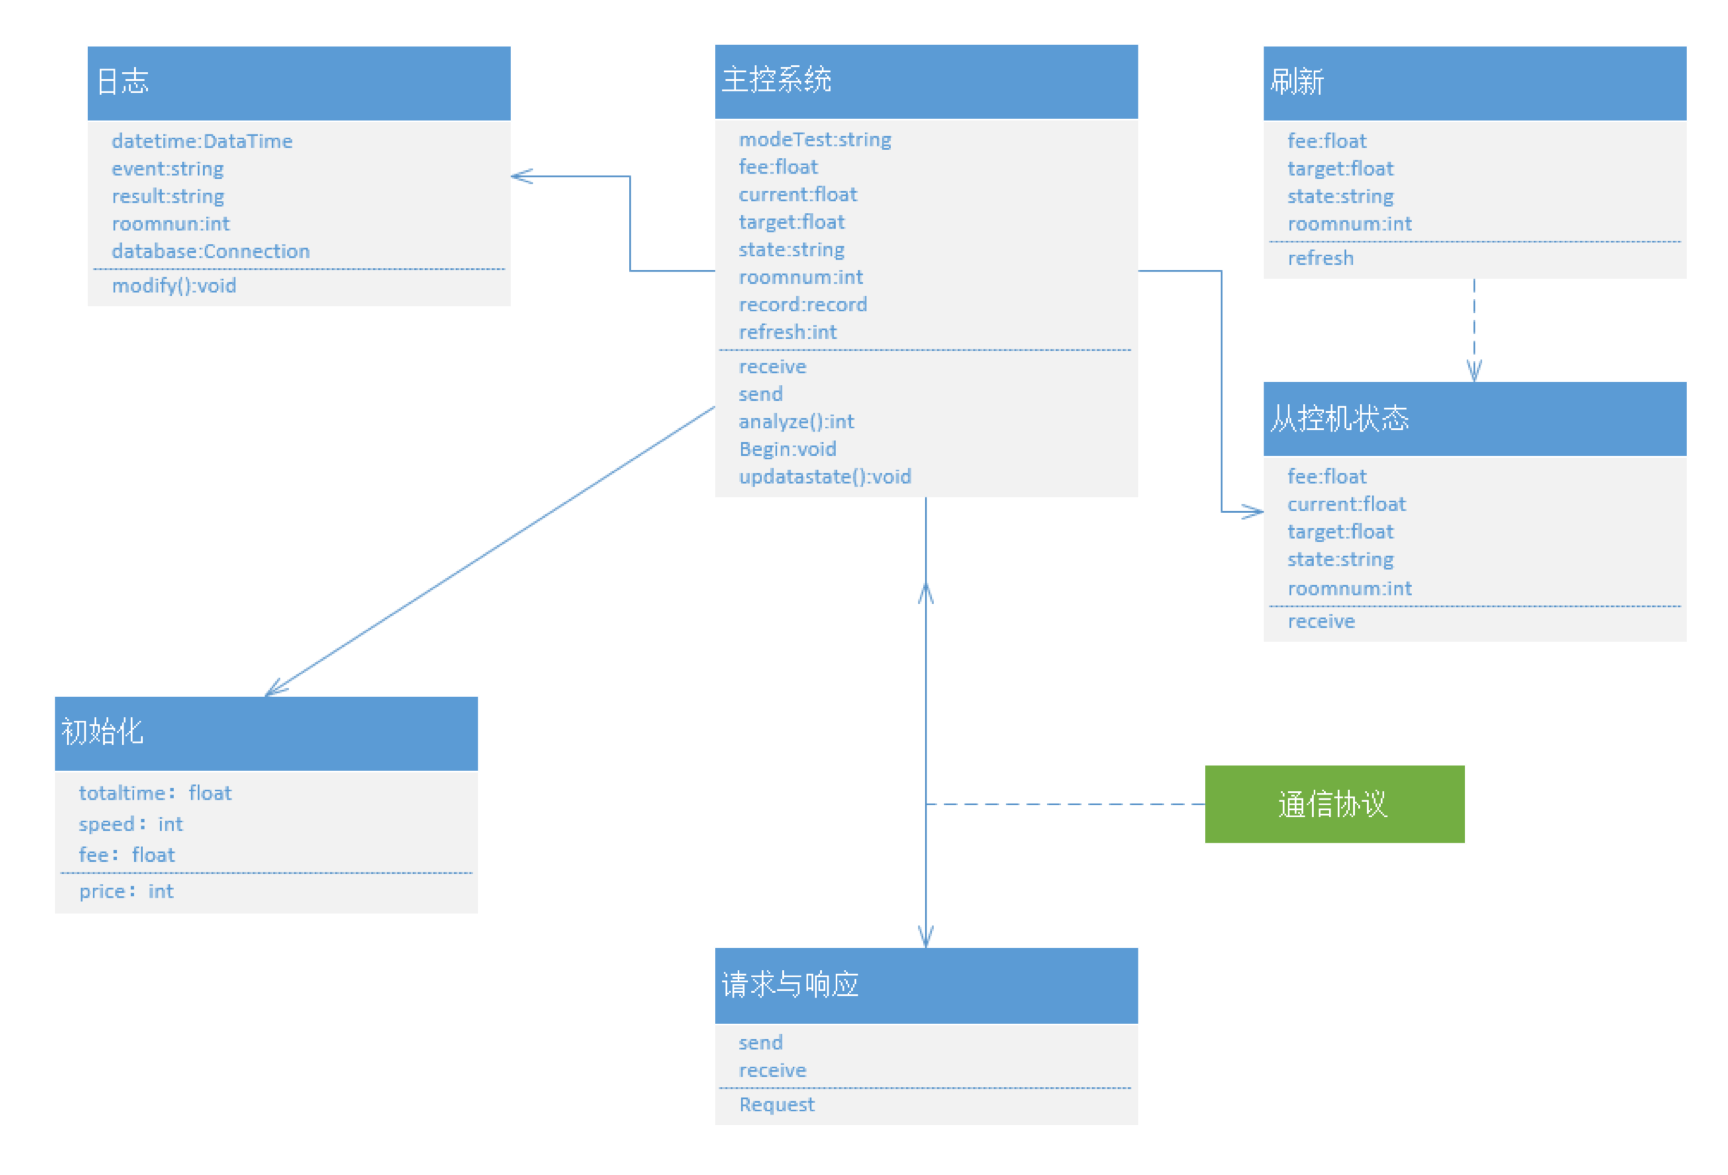 日志
datetime:DataTime
event:string
result:string
roomnun:int
database:Connection
modify():void
主控系统
modeTest:string
fee:float
current:float
target:float
state:string
roomnum:int
record:record
refresh:int
receive
send
analyze():int
Begin:void
updatastate():void
刷新
fee:float
target:float
state:string
roomnum:int
refresh
从控机状态
fee:float
current:float
target:float
state:string
roomnum:int
receive
初始化
totaltime: float
speed: int
fee: float
price: int
通信协议
请求与响应
send
receive
Request